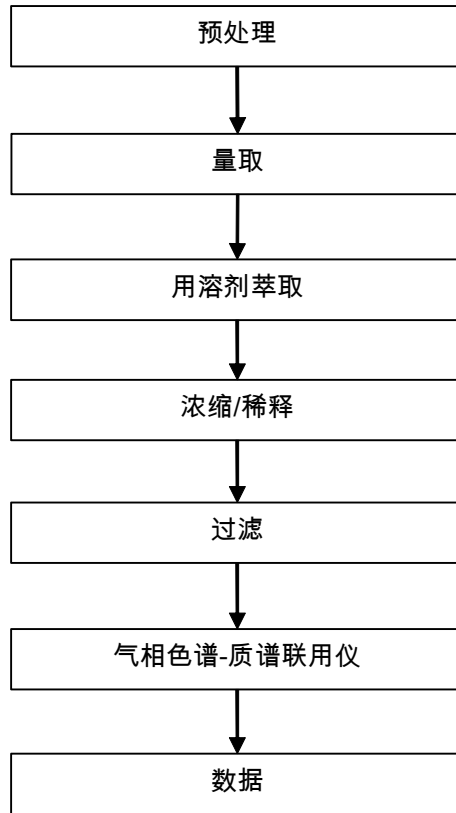 预处理
量取
用溶剂萃取
浓缩/稀释
过滤
气相色谱-质谱联用仪
数据